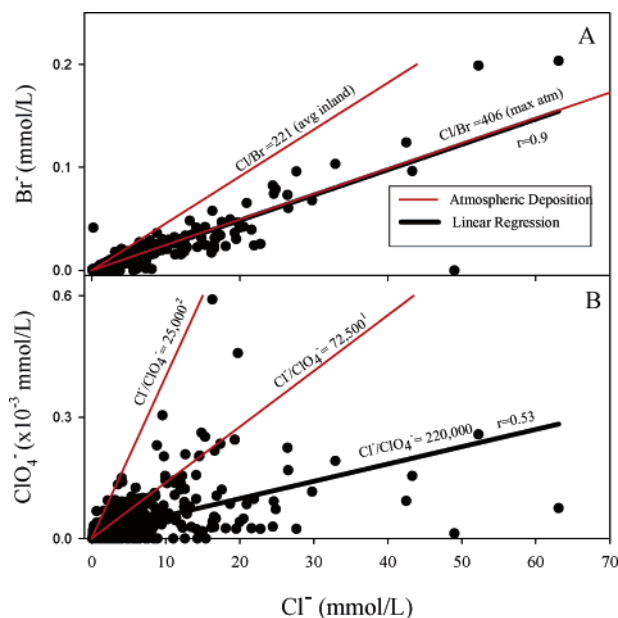 A
0.2
Br⁻ (mmol/L)
0.1
0.0
Cl/Br =221 (avg inland)
Cl/Br =406 (max atm)
r=0.9
Atmospheric Deposition
Linear Regression
B
0.6
ClO₄⁻ (x10⁻³ mmol/L)
0.3
0.0
Cl⁻/ClO₄⁻= 25,000²
Cl⁻/ClO₄⁻= 72,500¹
Cl⁻/ClO₄⁻= 220,000
r=0.53
0 10 20 30 40 50 60 70
Cl⁻ (mmol/L)